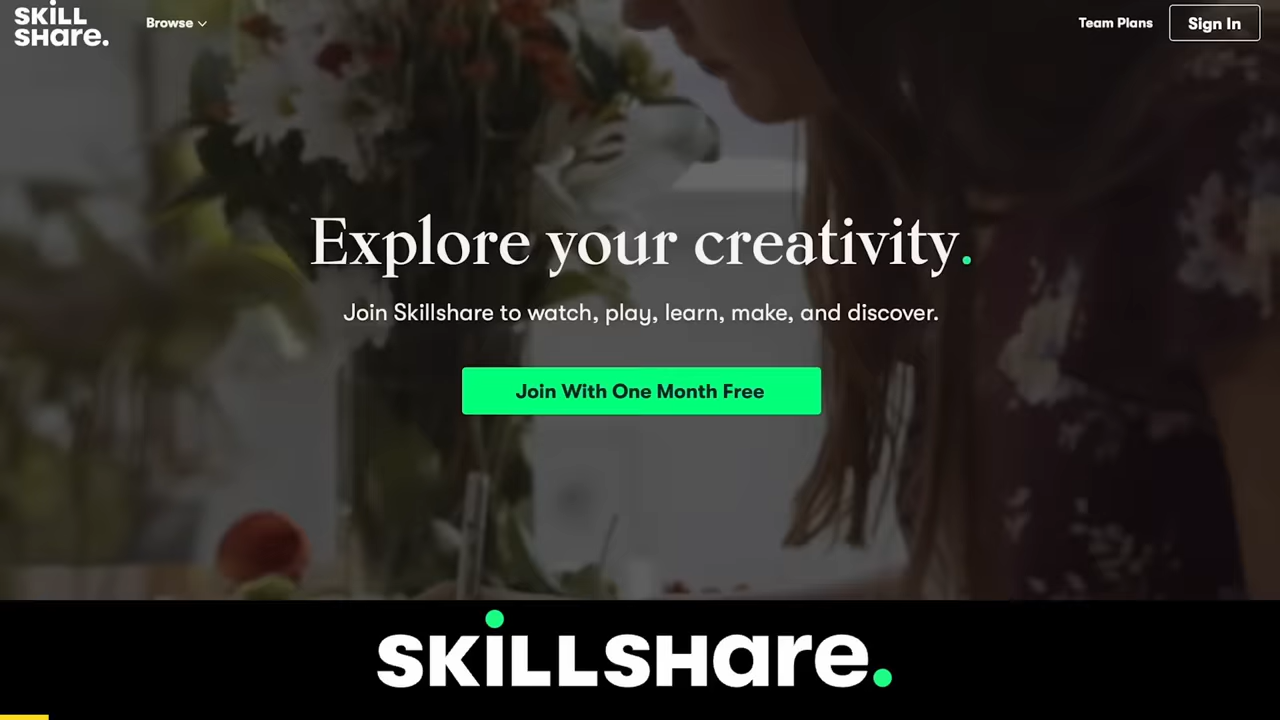 SKiLL
SHare.
Browse
Team Plans
Sign In
Explore your creativity.
Join Skillshare to watch, play, learn, make, and discover.
Join With One Month Free
SKiLLSHare.